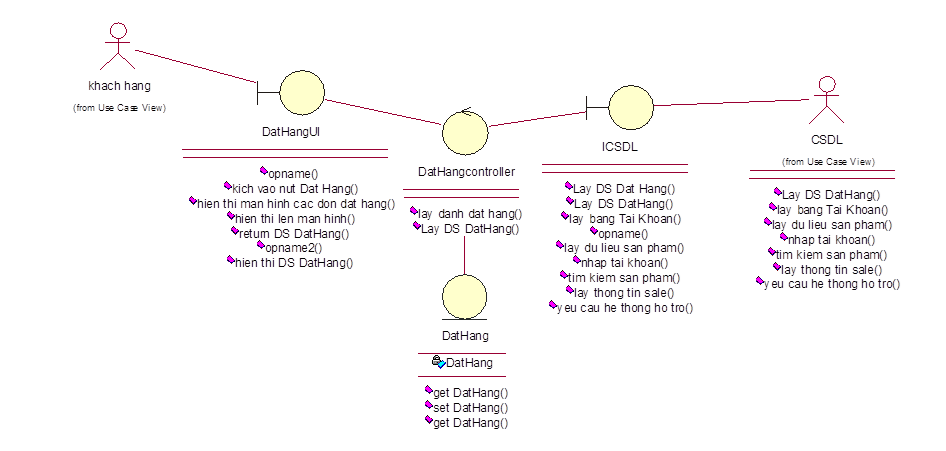 khach hang
(from Use Case View)
DatHangUI
opname()
kich vao nut Dat Hang()
hien thi man hinh cac don dat hang()
hien thi len man hinh()
return DS DatHang()
opname2()
hien thi DS DatHang()
DatHangcontroller
lay danh dat hang()
Lay DS DatHang()
DatHang
DatHang
get DatHang()
set DatHang()
get DatHang()
ICSDL
Lay DS Dat Hang()
Lay DS DatHang()
lay bang Tai Khoan()
opname()
lay du lieu san pham()
nhap tai khoan()
tim kiem san pham()
lay thong tin sale()
yeu cau he thong ho tro()
CSDL
(from Use Case View)
Lay DS DatHang()
lay bang Tai Khoan()
lay du lieu san pham()
nhap tai khoan()
tim kiem san pham()
lay thong tin sale()
yeu cau he thong ho tro()